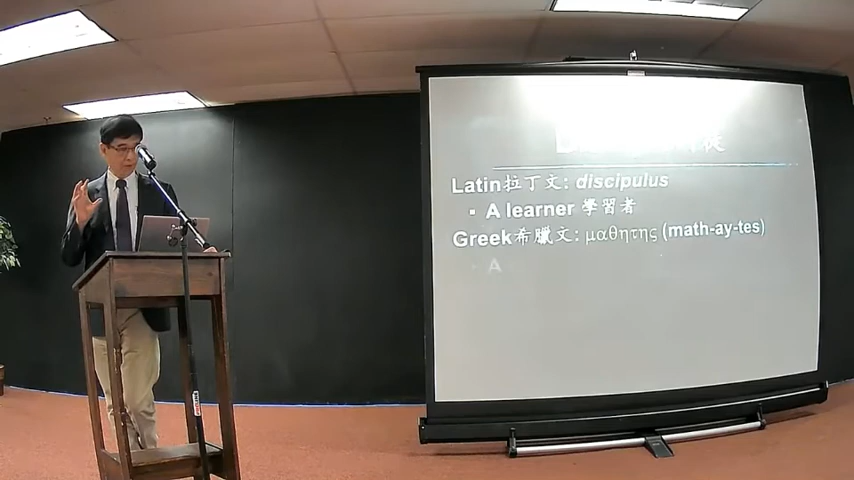 徒
Latin拉丁文: discipulus
▪ A learner 學習者
Greek希臘文: μαθητης (math-ay-tes)
A